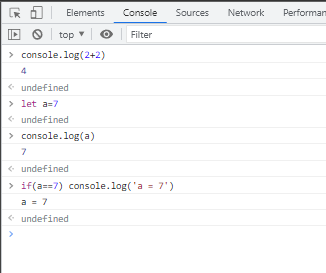 Elements Console Sources Network Performan
top Filter
> console.log(2+2)
4
undefined
> let a=7
undefined
> console.log(a)
7
undefined
> if(a==7) console.log('a = 7')
a = 7
undefined
>